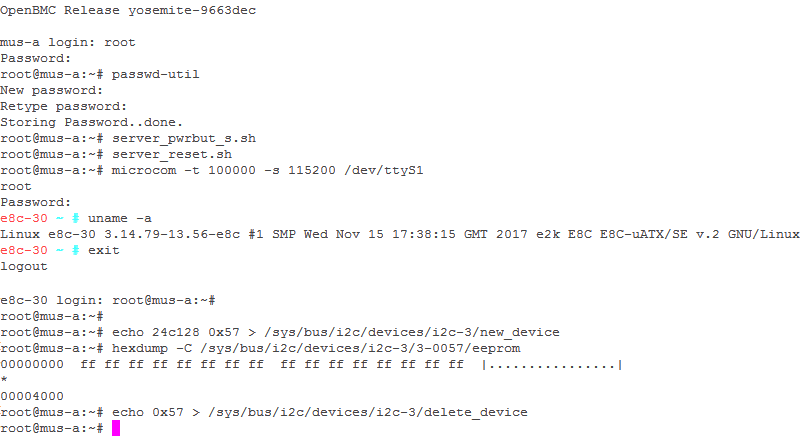 OpenBMC Release yosemite-9663dec
mus-a login: root
Password:
root@mus-a:~# passwd-util
New password:
Retype password:
Storing Password..done.
root@mus-a:~# server_pwrbut_s.sh
root@mus-a:~# server_reset.sh
root@mus-a:~# microcom -t 100000 -s 115200 /dev/ttyS1
root
Password:
e8c-30 ~ # uname -a
Linux e8c-30 3.14.79-13.56-e8c #1 SMP Wed Nov 15 17:38:15 GMT 2017 e2k E8C E8C-uATX/SE v.2 GNU/Linux
e8c-30 ~ # exit
logout
e8c-30 login: root@mus-a:~#
root@mus-a:~#
root@mus-a:~# echo 24c128 0x57 > /sys/bus/i2c/devices/i2c-3/new_device
root@mus-a:~# hexdump -C /sys/bus/i2c/devices/i2c-3/3-0057/eeprom
00000000  ff ff ff ff ff ff ff ff  ff ff ff ff ff ff ff ff  |................|
*
00004000
root@mus-a:~# echo 0x57 > /sys/bus/i2c/devices/i2c-3/delete_device
root@mus-a:~#